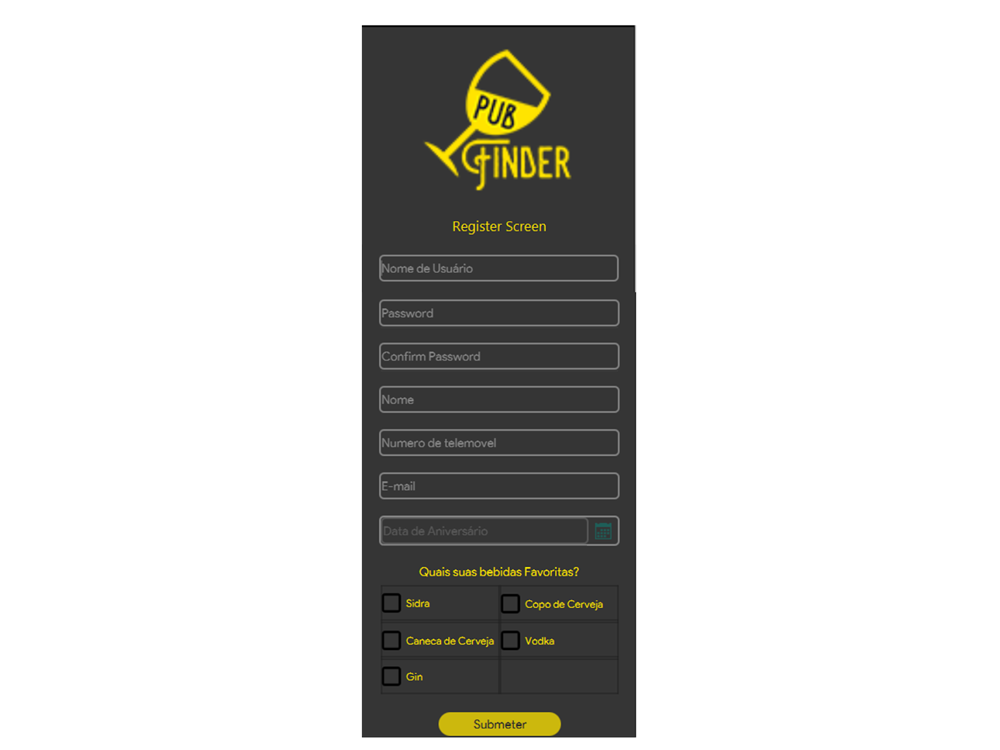 PUB
FINDER
Register Screen
Nome de Usuário
Password
Confirm Password
Nome
Numero de telemovel
E-mail
Data de Aniversário
Quais suas bebidas Favoritas?
Sidra
Copo de Cerveja
Caneca de Cerveja
Vodka
Gin
Submeter